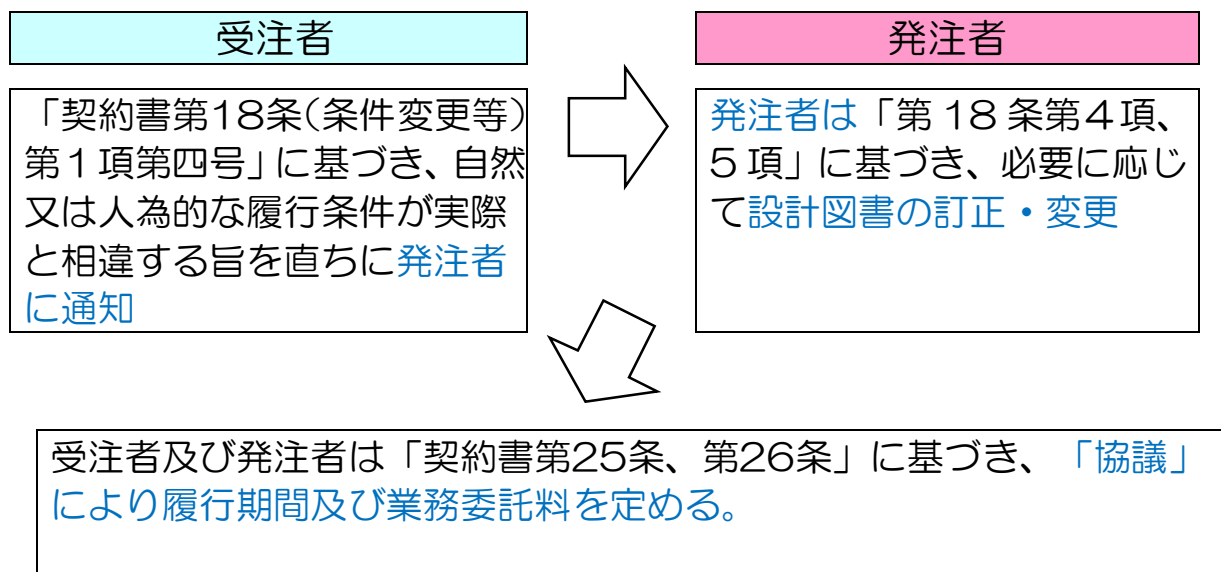 受注者
「契約書第18条(条件変更等)
第1項第四号」に基づき、自然
又は人為的な履行条件が実際
と相違する旨を直ちに発注者
に通知
発注者
発注者は「第 18 条第4項、
5項」に基づき、必要に応じ
て設計図書の訂正・変更
受注者及び発注者は「契約書第25条、第26条」に基づき、「協議」
により履行期間及び業務委託料を定める。